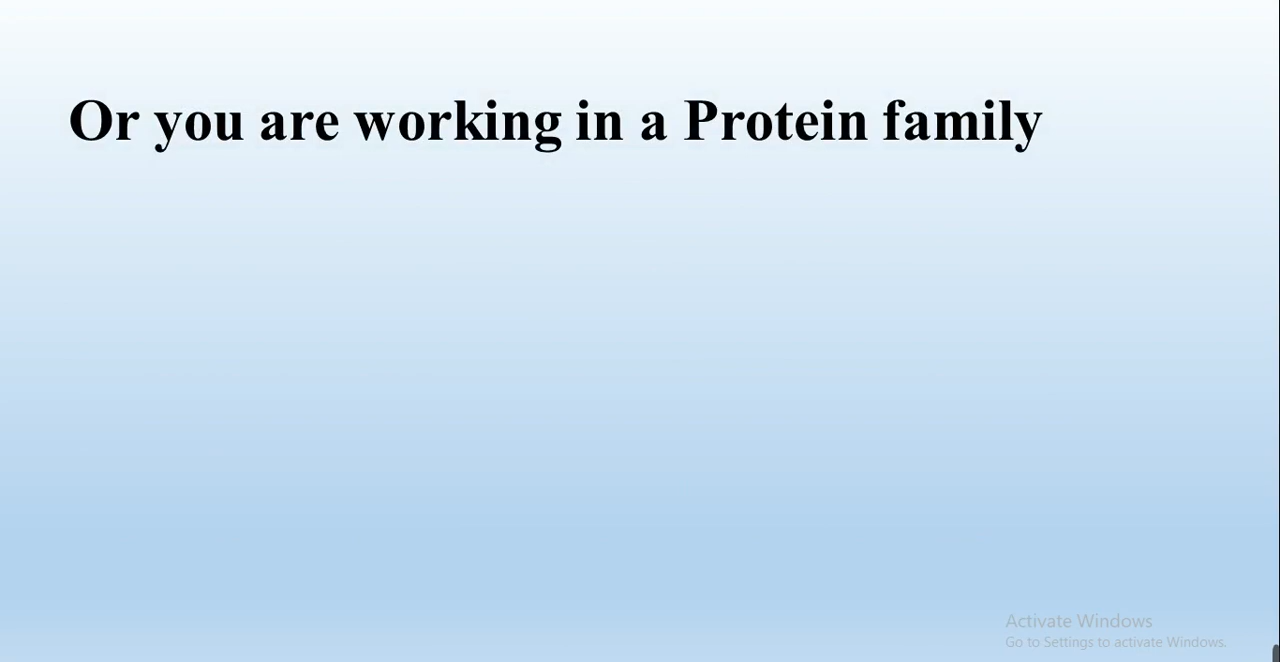 Or you are working in a Protein family
Activate Windows
Go to Settings to activate Windows.